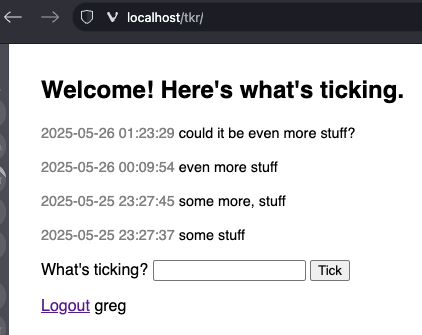 localhost/tkr/
Welcome! Here's what's ticking.
2025-05-26 01:23:29 could it be even more stuff?
2025-05-26 00:09:54 even more stuff
2025-05-25 23:27:45 some more, stuff
2025-05-25 23:27:37 some stuff
What's ticking? Tick
Logout greg